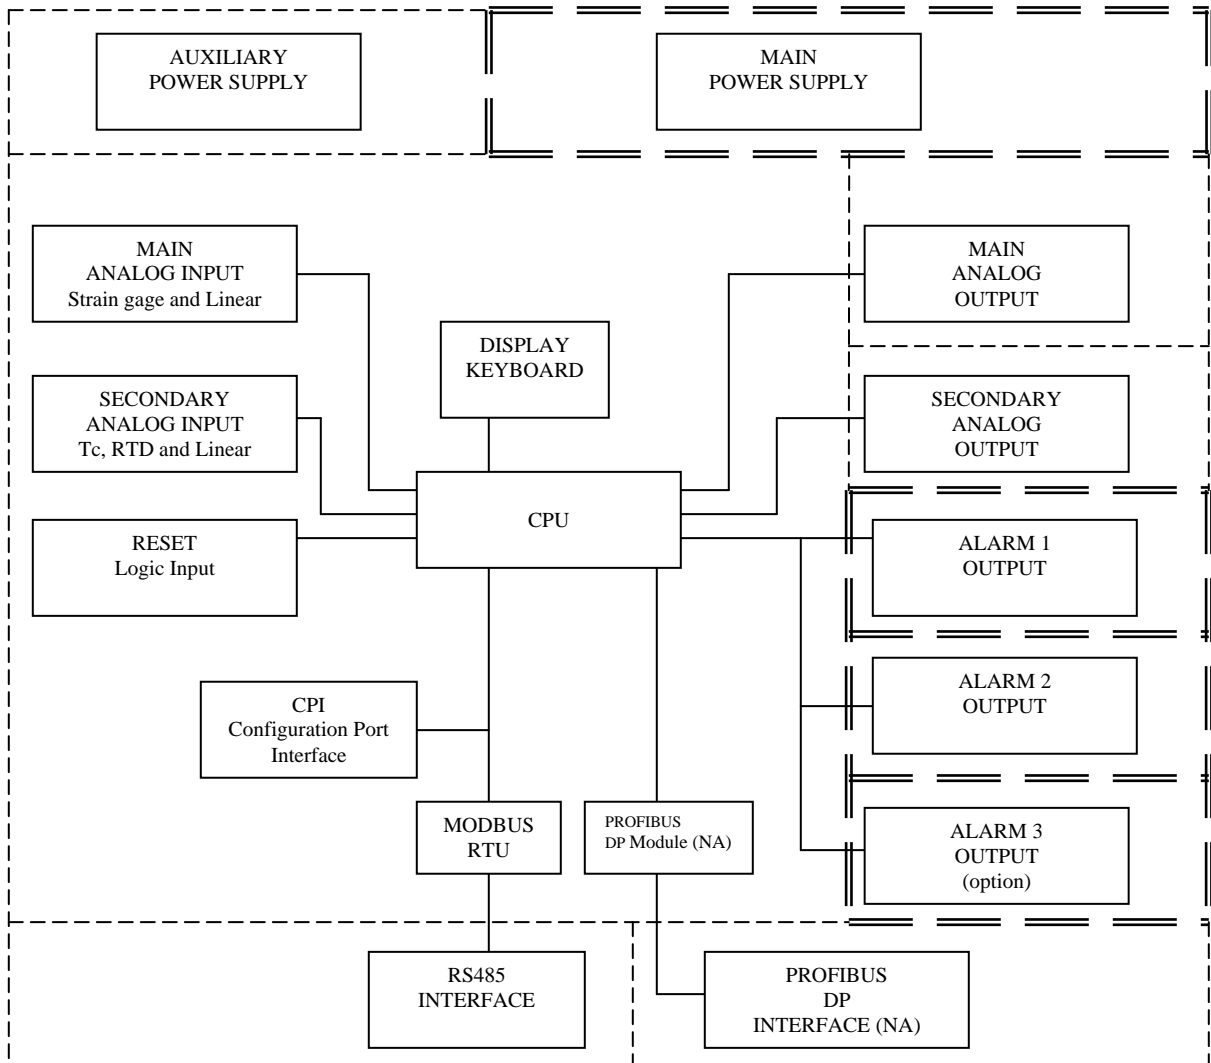 AUXILIARY
POWER SUPPLY
MAIN
POWER SUPPLY
MAIN
ANALOG INPUT
Strain gage and Linear
MAIN
ANALOG
OUTPUT
DISPLAY
KEYBOARD
SECONDARY
ANALOG INPUT
Tc, RTD and Linear
SECONDARY
ANALOG
OUTPUT
CPU
RESET
Logic Input
ALARM 1
OUTPUT
ALARM 2
OUTPUT
CPI
Configuration Port
Interface
MODBUS
RTU
PROFIBUS
DP Module (NA)
ALARM 3
OUTPUT
(option)
RS485
INTERFACE
PROFIBUS
DP
INTERFACE (NA)